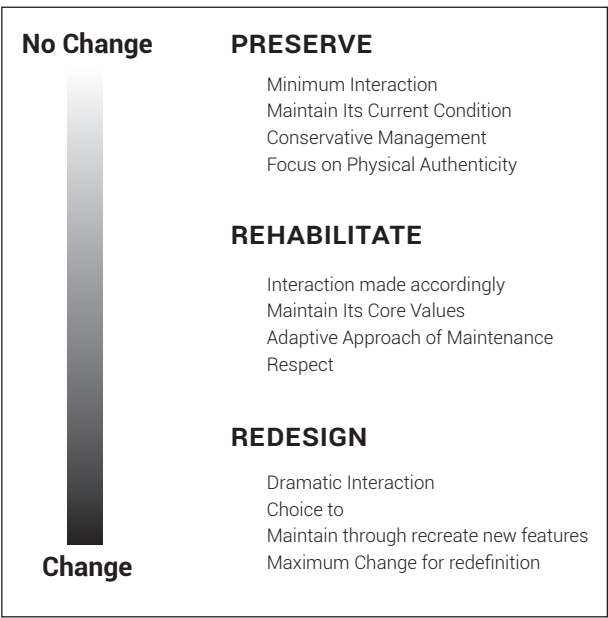 No Change
PRESERVE
Minimum Interaction
Maintain Its Current Condition
Conservative Management
Focus on Physical Authenticity
REHABILITATE
Interaction made accordingly
Maintain Its Core Values
Adaptive Approach of Maintenance
Respect
REDESIGN
Dramatic Interaction
Choice to
Maintain through recreate new features
Maximum Change for redefinition
Change